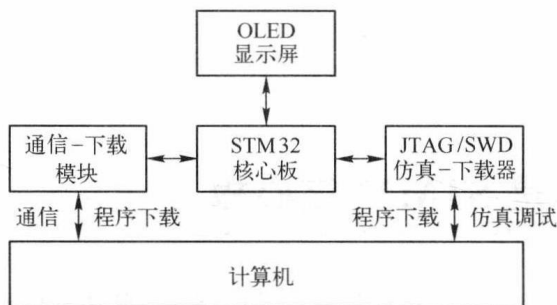 OLED
显示屏
通信-下载
模块
STM32
核心板
JTAG/SWD
仿真-下载器
通信
程序下载
程序下载
仿真调试
计算机